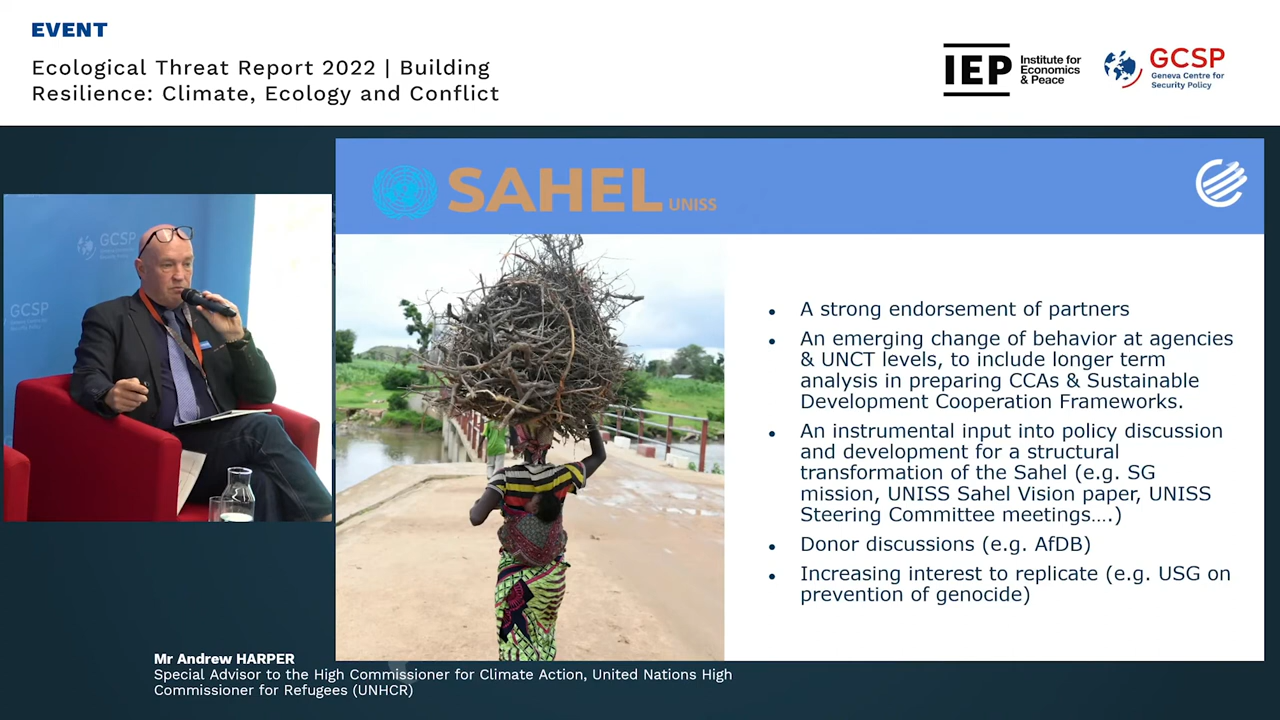 EVENT
Ecological Threat Report 2022 | Building
Resilience: Climate, Ecology and Conflict
IEP
Institute for
Economics
& Peace
GCSP
Geneva Centre for
Security Policy
SAHEL UNISS
GCSP
GCSP
A strong endorsement of partners
An emerging change of behavior at agencies
& UNCT levels, to include longer term
analysis in preparing CCAs & Sustainable
Development Cooperation Frameworks.
An instrumental input into policy discussion
and development for a structural
transformation of the Sahel (e.g. SG
mission, UNISS Sahel Vision paper, UNISS
Steering Committee meetings….)
Donor discussions (e.g. AfDB)
Increasing interest to replicate (e.g. USG on
prevention of genocide)
Mr Andrew HARPER
Special Advisor to the High Commissioner for Climate Action, United Nations High
Commissioner for Refugees (UNHCR)